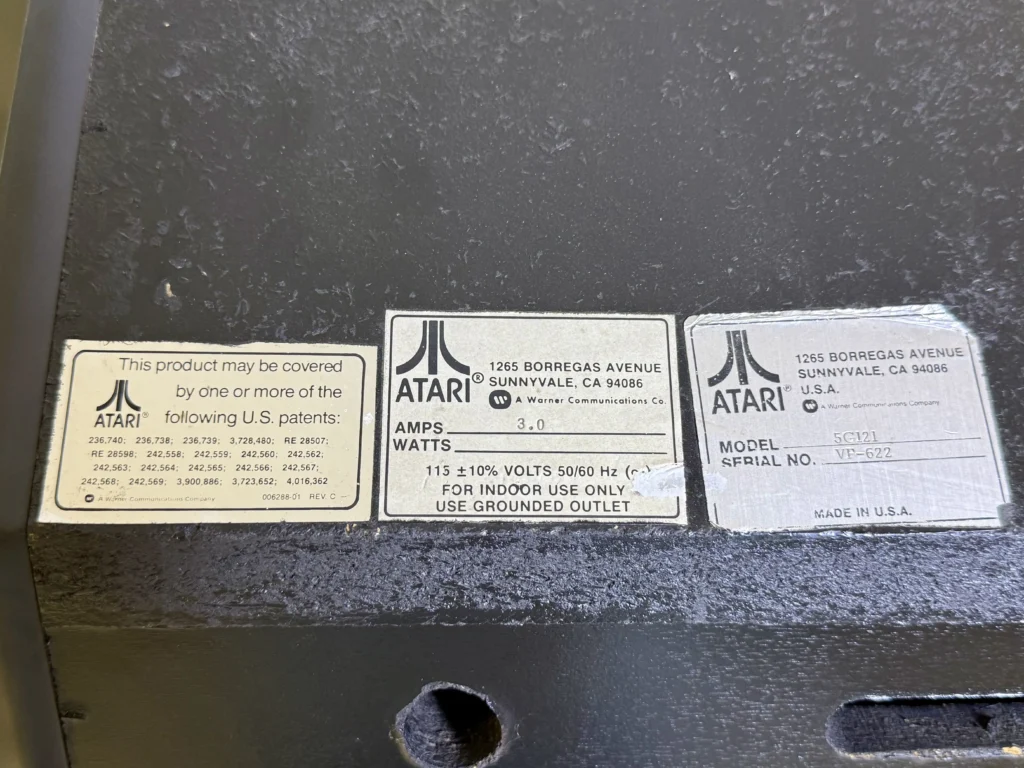 This product may be covered
by one or more of the
ATARI®
following U.S. patents:
236,740; 236,738; 236,739; 3,728,480; RE 28507;
RE 28598; 242,558; 242,559; 242,560; 242,562;
242,563; 242,564; 242,565; 242,566; 242,567;
242,568; 242,569; 3,900,886; 3,723,652; 4,016,362
A Warner Communications Company
006288-01 REV. C
ATARI®
1265 BORREGAS AVENUE
SUNNYVALE, CA 94086
A Warner Communications Co.
AMPS 3.0
WATTS
115 ±10% VOLTS 50/60 Hz
FOR INDOOR USE ONLY
USE GROUNDED OUTLET
ATARI®
1265 BORREGAS AVENUE
SUNNYVALE, CA 94086
U.S.A.
A Warner Communications Company
MODEL 5G121
SERIAL NO. VF-622
MADE IN U.S.A.